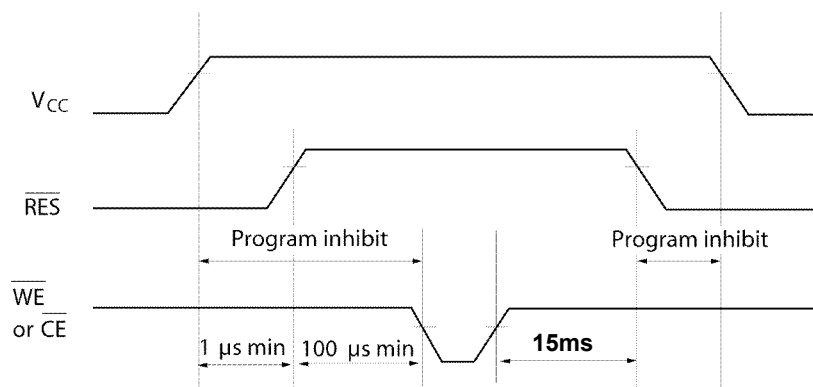 VCC
RES
Program inhibit
Program inhibit
WE
or CE
1 µs min
100 µs min
15ms